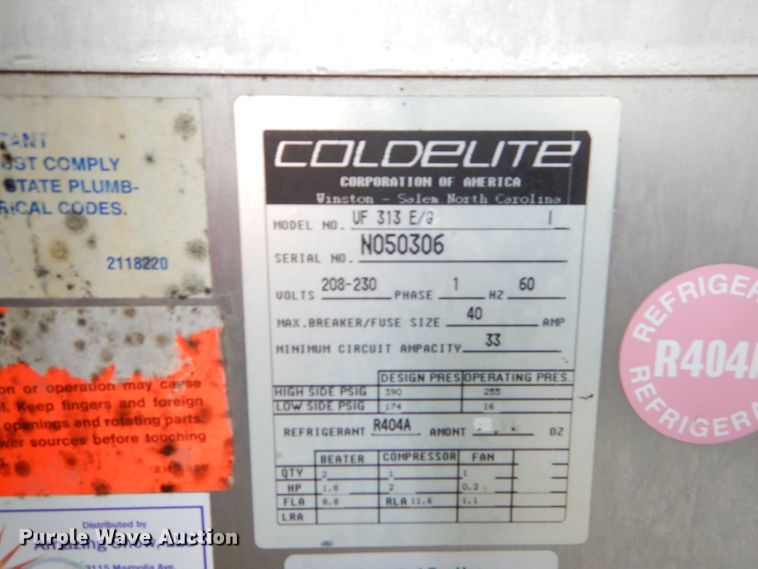 TANT
UST COMPLY
STATE PLUMB-
RICAL CODES.
2118220
on or operation may cause
Keep fingers and foreign
openings and rotating parts.
wer sources before touching
Distributed by
Amazing
3115 Magnolia Ave.
COLDELITE
CORPORATION OF AMERICA
Winston - Salem North Carolina
MODEL NO. UF 313 E/G I
SERIAL NO. N050306
VOLTS 208-230 PHASE 1 HZ 60
MAX.BREAKER/FUSE SIZE 40 AMP
MINIMUM CIRCUIT AMPACITY 33
DESIGN PRES OPERATING PRES.
HIGH SIDE PSIG 390 255
LOW SIDE PSIG 174 16
REFRIGERANT R404A AMONT OZ
BEATER COMPRESSOR FAN
QTY 2 1 1
HP 1.8 2 0.2
FLA 8.8 RLA 11.6 1.1
LRA
REFRIGER
R404A
REFRIGERA
Purple Wave Auction